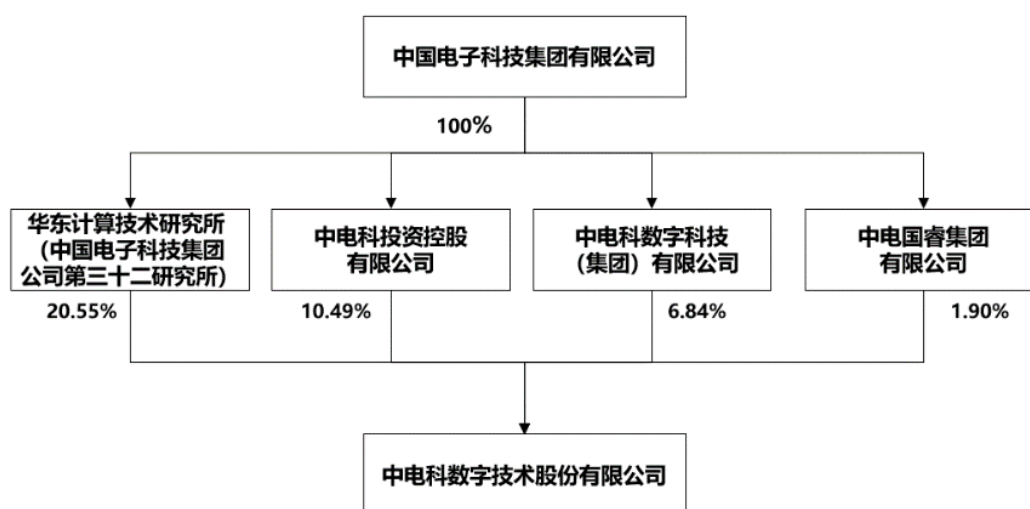 中国电子科技集团有限公司
100%
华东计算技术研究所
（中国电子科技集团
公司第三十二研究所）
中电科投资控股
有限公司
中电科数字科技
（集团）有限公司
中电国睿集团
有限公司
20.55%
10.49%
6.84%
1.90%
中电科数字技术股份有限公司